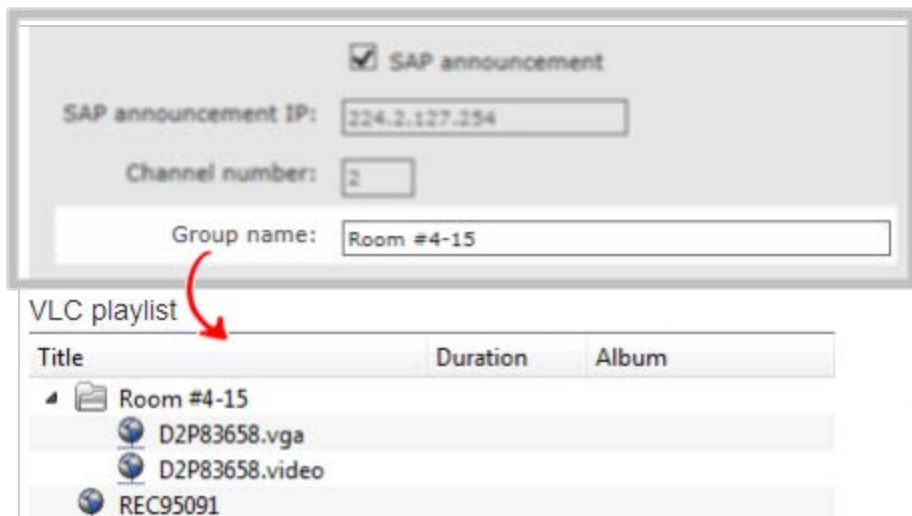 SAP announcement
SAP announcement IP: 224.2.127.254
Channel number: 2
Group name: Room #4-15
VLC playlist
Title Duration Album
Room #4-15
D2P83658.vga
D2P83658.video
REC95091